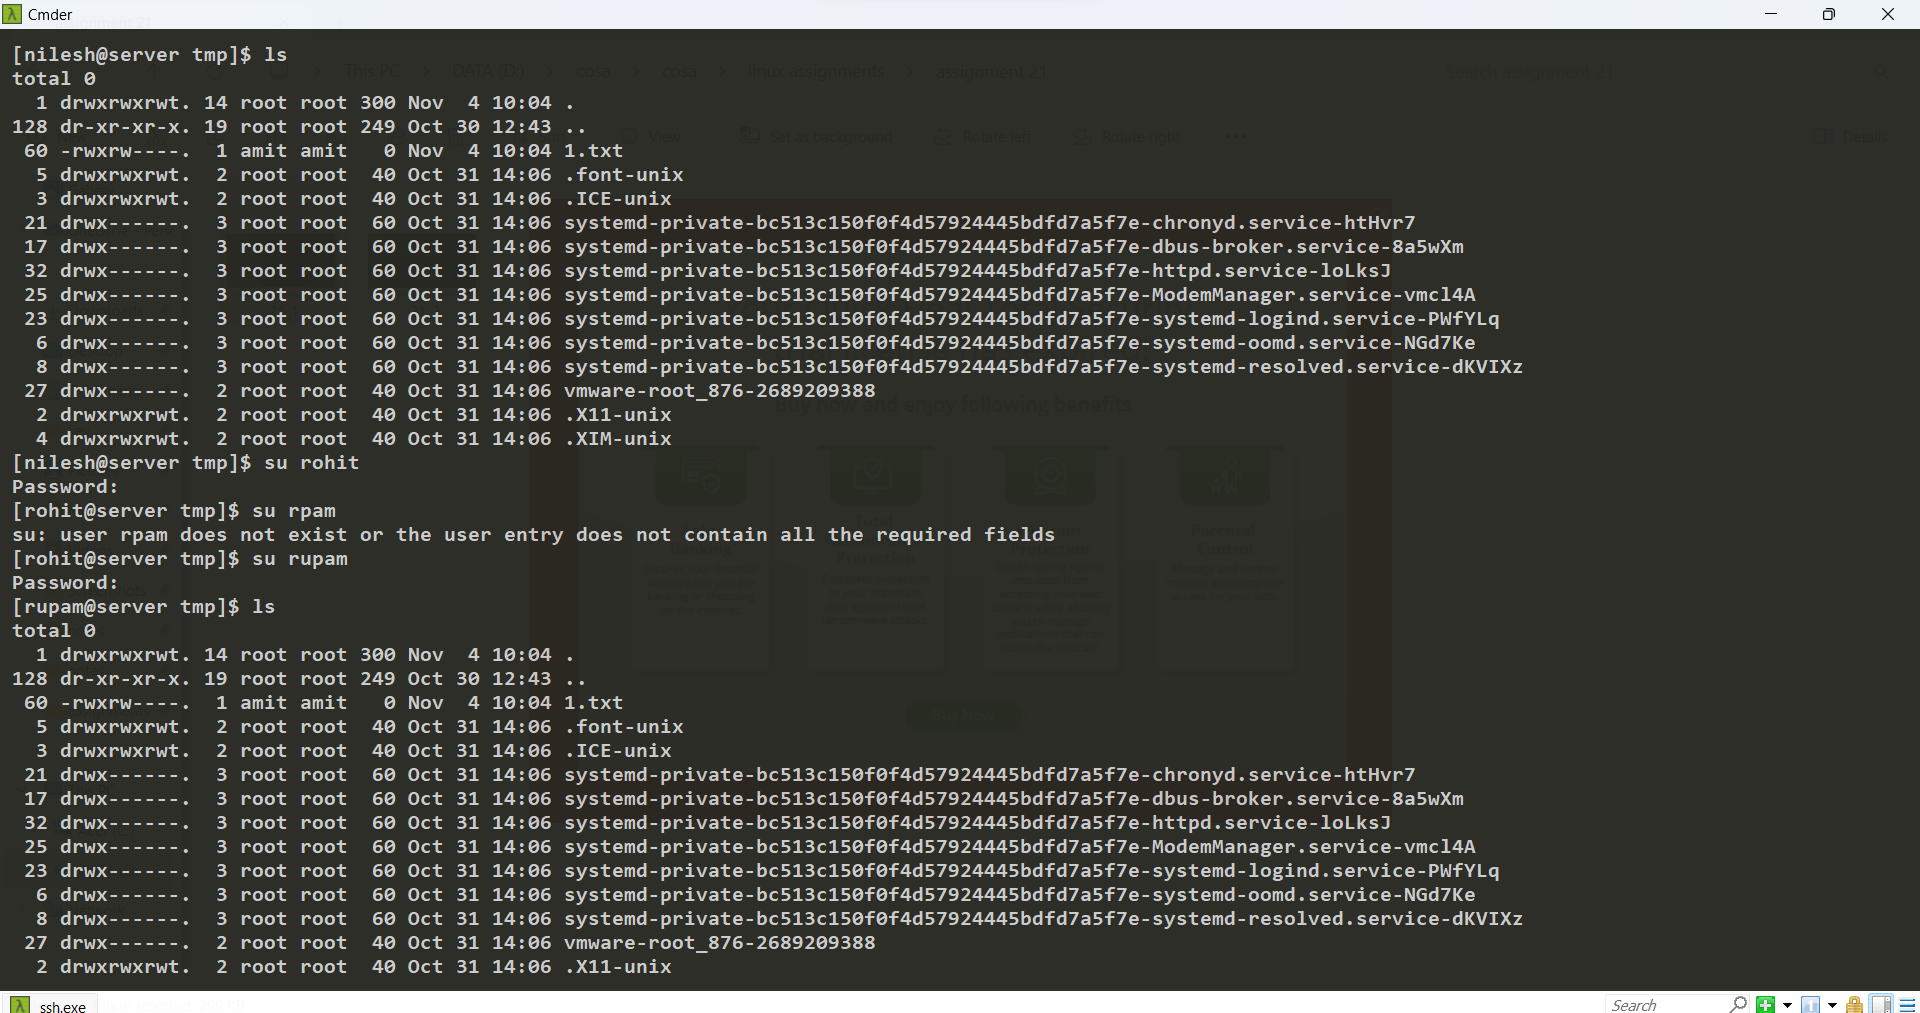 Cmder
[nilesh@server tmp]$ ls
total 0
  1 drwxrwxrwt. 14 root root 300 Nov  4 10:04 .
128 dr-xr-xr-x. 19 root root 249 Oct 30 12:43 ..
 60 -rwxrw----.  1 amit amit   0 Nov  4 10:04 1.txt
  5 drwxrwxrwt.  2 root root  40 Oct 31 14:06 .font-unix
  3 drwxrwxrwt.  2 root root  40 Oct 31 14:06 .ICE-unix
 21 drwx------.  3 root root  60 Oct 31 14:06 systemd-private-bc513c150f0f4d57924445bdfd7a5f7e-chronyd.service-htHvr7
 17 drwx------.  3 root root  60 Oct 31 14:06 systemd-private-bc513c150f0f4d57924445bdfd7a5f7e-dbus-broker.service-8a5wXm
 32 drwx------.  3 root root  60 Oct 31 14:06 systemd-private-bc513c150f0f4d57924445bdfd7a5f7e-httpd.service-loLksJ
 25 drwx------.  3 root root  60 Oct 31 14:06 systemd-private-bc513c150f0f4d57924445bdfd7a5f7e-ModemManager.service-vmcl4A
 23 drwx------.  3 root root  60 Oct 31 14:06 systemd-private-bc513c150f0f4d57924445bdfd7a5f7e-systemd-logind.service-PWfYLq
  6 drwx------.  3 root root  60 Oct 31 14:06 systemd-private-bc513c150f0f4d57924445bdfd7a5f7e-systemd-oomd.service-NGd7Ke
  8 drwx------.  3 root root  60 Oct 31 14:06 systemd-private-bc513c150f0f4d57924445bdfd7a5f7e-systemd-resolved.service-dKVIXz
 27 drwx------.  2 root root  40 Oct 31 14:06 vmware-root_876-2689209388
  2 drwxrwxrwt.  2 root root  40 Oct 31 14:06 .X11-unix
  4 drwxrwxrwt.  2 root root  40 Oct 31 14:06 .XIM-unix
[nilesh@server tmp]$ su rohit
Password:
[rohit@server tmp]$ su rpam
su: user rpam does not exist or the user entry does not contain all the required fields
[rohit@server tmp]$ su rupam
Password:
[rupam@server tmp]$ ls
total 0
  1 drwxrwxrwt. 14 root root 300 Nov  4 10:04 .
128 dr-xr-xr-x. 19 root root 249 Oct 30 12:43 ..
 60 -rwxrw----.  1 amit amit   0 Nov  4 10:04 1.txt
  5 drwxrwxrwt.  2 root root  40 Oct 31 14:06 .font-unix
  3 drwxrwxrwt.  2 root root  40 Oct 31 14:06 .ICE-unix
 21 drwx------.  3 root root  60 Oct 31 14:06 systemd-private-bc513c150f0f4d57924445bdfd7a5f7e-chronyd.service-htHvr7
 17 drwx------.  3 root root  60 Oct 31 14:06 systemd-private-bc513c150f0f4d57924445bdfd7a5f7e-dbus-broker.service-8a5wXm
 32 drwx------.  3 root root  60 Oct 31 14:06 systemd-private-bc513c150f0f4d57924445bdfd7a5f7e-httpd.service-loLksJ
 25 drwx------.  3 root root  60 Oct 31 14:06 systemd-private-bc513c150f0f4d57924445bdfd7a5f7e-ModemManager.service-vmcl4A
 23 drwx------.  3 root root  60 Oct 31 14:06 systemd-private-bc513c150f0f4d57924445bdfd7a5f7e-systemd-logind.service-PWfYLq
  6 drwx------.  3 root root  60 Oct 31 14:06 systemd-private-bc513c150f0f4d57924445bdfd7a5f7e-systemd-oomd.service-NGd7Ke
  8 drwx------.  3 root root  60 Oct 31 14:06 systemd-private-bc513c150f0f4d57924445bdfd7a5f7e-systemd-resolved.service-dKVIXz
 27 drwx------.  2 root root  40 Oct 31 14:06 vmware-root_876-2689209388
  2 drwxrwxrwt.  2 root root  40 Oct 31 14:06 .X11-unix
ssh.exe
Search